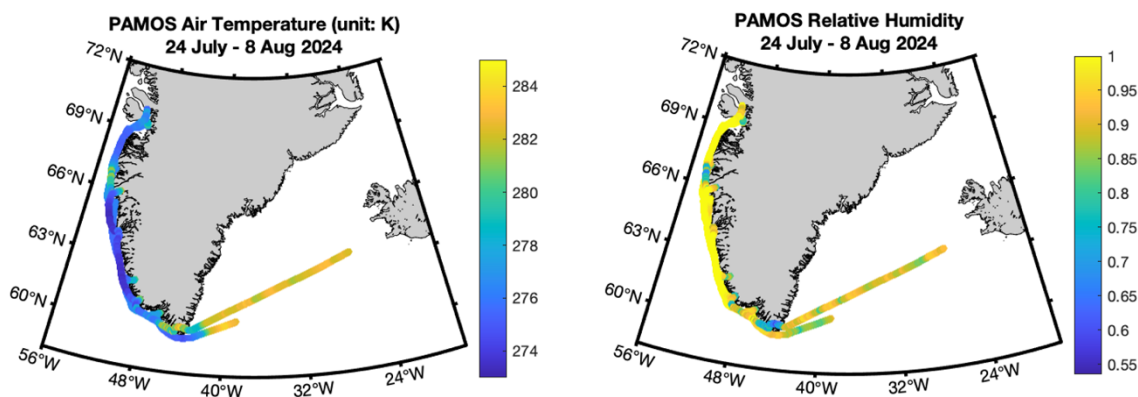 PAMOS Air Temperature (unit: K)
24 July - 8 Aug 2024
72°N
69°N
66°N
63°N
60°N
56°W
48°W
40°W
32°W
24°W
284
282
280
278
276
274
PAMOS Relative Humidity
24 July - 8 Aug 2024
72°N
69°N
66°N
63°N
60°N
56°W
48°W
40°W
32°W
24°W
1
0.95
0.9
0.85
0.8
0.75
0.7
0.65
0.6
0.55